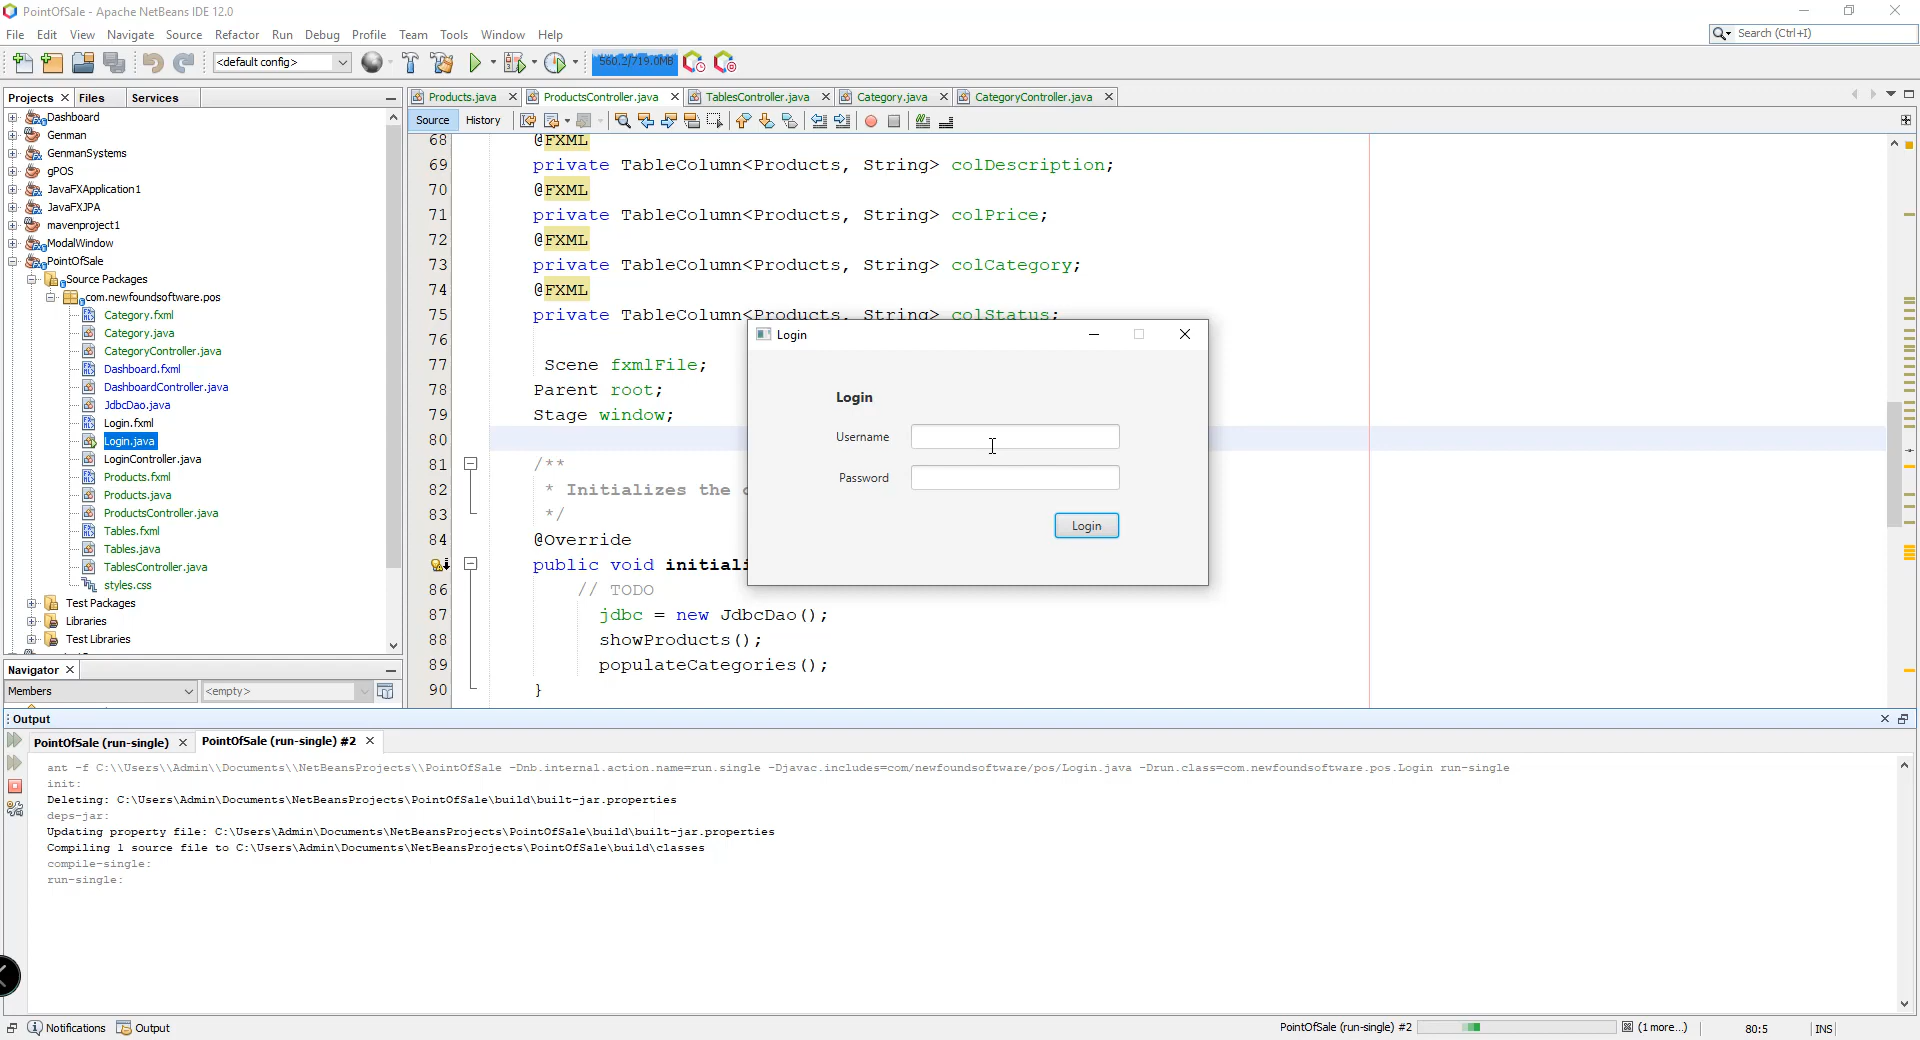 PointOfSale - Apache NetBeans IDE 12.0
File Edit View Navigate Source Refactor Run Debug Profile Team Tools Window Help
Search (Ctrl+I)
<default config>
560.2/719.0MB
Projects Files Services
Products.java ProductsController.java TablesController.java Category.java CategoryController.java
Source History
Dashboard
Genman
GenmanSystems
gPOS
JavaFXApplication1
JavaFXJPA
mavenproject1
ModalWindow
PointOfSale
Source Packages
com.newfoundsoftware.pos
Category.fxml
Category.java
CategoryController.java
Dashboard.fxml
DashboardController.java
JdbcDao.java
Login.fxml
Login.java
LoginController.java
Products.fxml
Products.java
ProductsController.java
Tables.fxml
Tables.java
TablesController.java
styles.css
Test Packages
Libraries
Test Libraries
Navigator
Members <empty>
68 @FXML
69 private TableColumn<Products, String> colDescription;
70 @FXML
71 private TableColumn<Products, String> colPrice;
72 @FXML
73 private TableColumn<Products, String> colCategory;
74 @FXML
75 private TableColumn<Products, String> colStatus;
76
77 Scene fxmlFile;
78 Parent root;
79 Stage window;
80
81 /**
82 * Initializes the c
83 */
84 @Override
public void initiali
86 // TODO
87 jdbc = new JdbcDao();
88 showProducts();
89 populateCategories();
90 }
Login
Login
Username
Password
Login
Output
PointOfSale (run-single) PointOfSale (run-single) #2
ant -f C:\\Users\\Admin\\Documents\\NetBeansProjects\\PointOfSale -Dnb.internal.action.name=run.single -Djavac.includes=com/newfoundsoftware/pos/Login.java -Drun.class=com.newfoundsoftware.pos.Login run-single
init:
Deleting: C:\Users\Admin\Documents\NetBeansProjects\PointOfSale\build\built-jar.properties
deps-jar:
Updating property file: C:\Users\Admin\Documents\NetBeansProjects\PointOfSale\build\built-jar.properties
Compiling 1 source file to C:\Users\Admin\Documents\NetBeansProjects\PointOfSale\build\classes
compile-single:
run-single:
Notifications Output
PointOfSale (run-single) #2 (1 more...) 80:5 INS